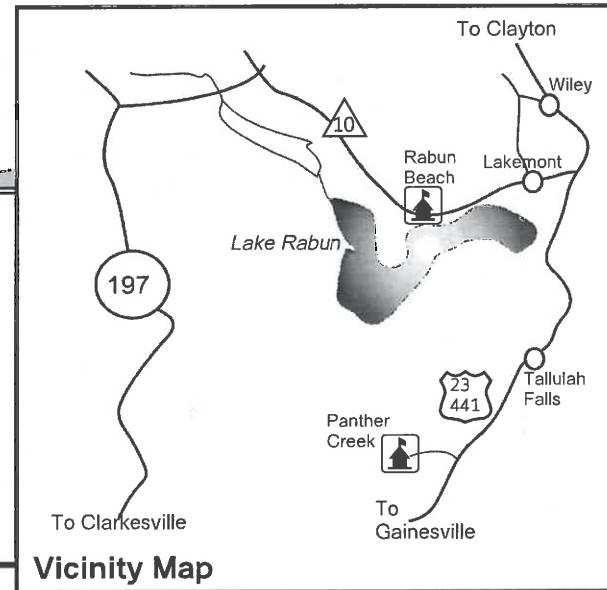 To Clayton
Wiley
10
Rabun
Beach
Lakemont
Lake Rabun
197
23
441
Tallulah
Falls
Panther
Creek
To
Gainesville
To Clarkesville
Vicinity Map